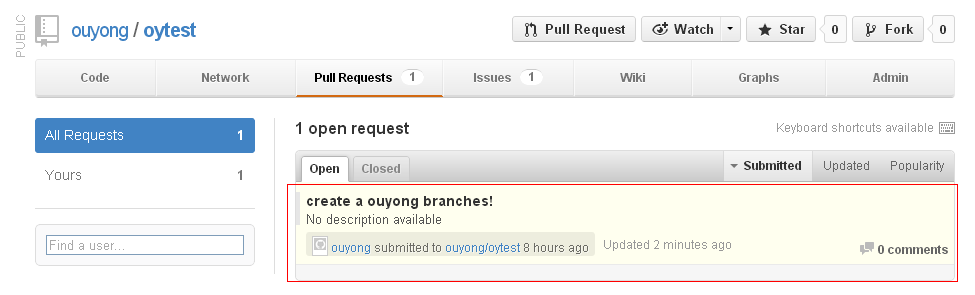 PUBLIC
ouyong / oytest
Pull Request Watch Star 0 Fork 0
Code Network Pull Requests 1 Issues 1 Wiki Graphs Admin
All Requests 1
Yours 1
Find a user...
1 open request
Keyboard shortcuts available
Open Closed Submitted Updated Popularity
create a ouyong branches!
No description available
ouyong submitted to ouyong/oytest 8 hours ago Updated 2 minutes ago
0 comments